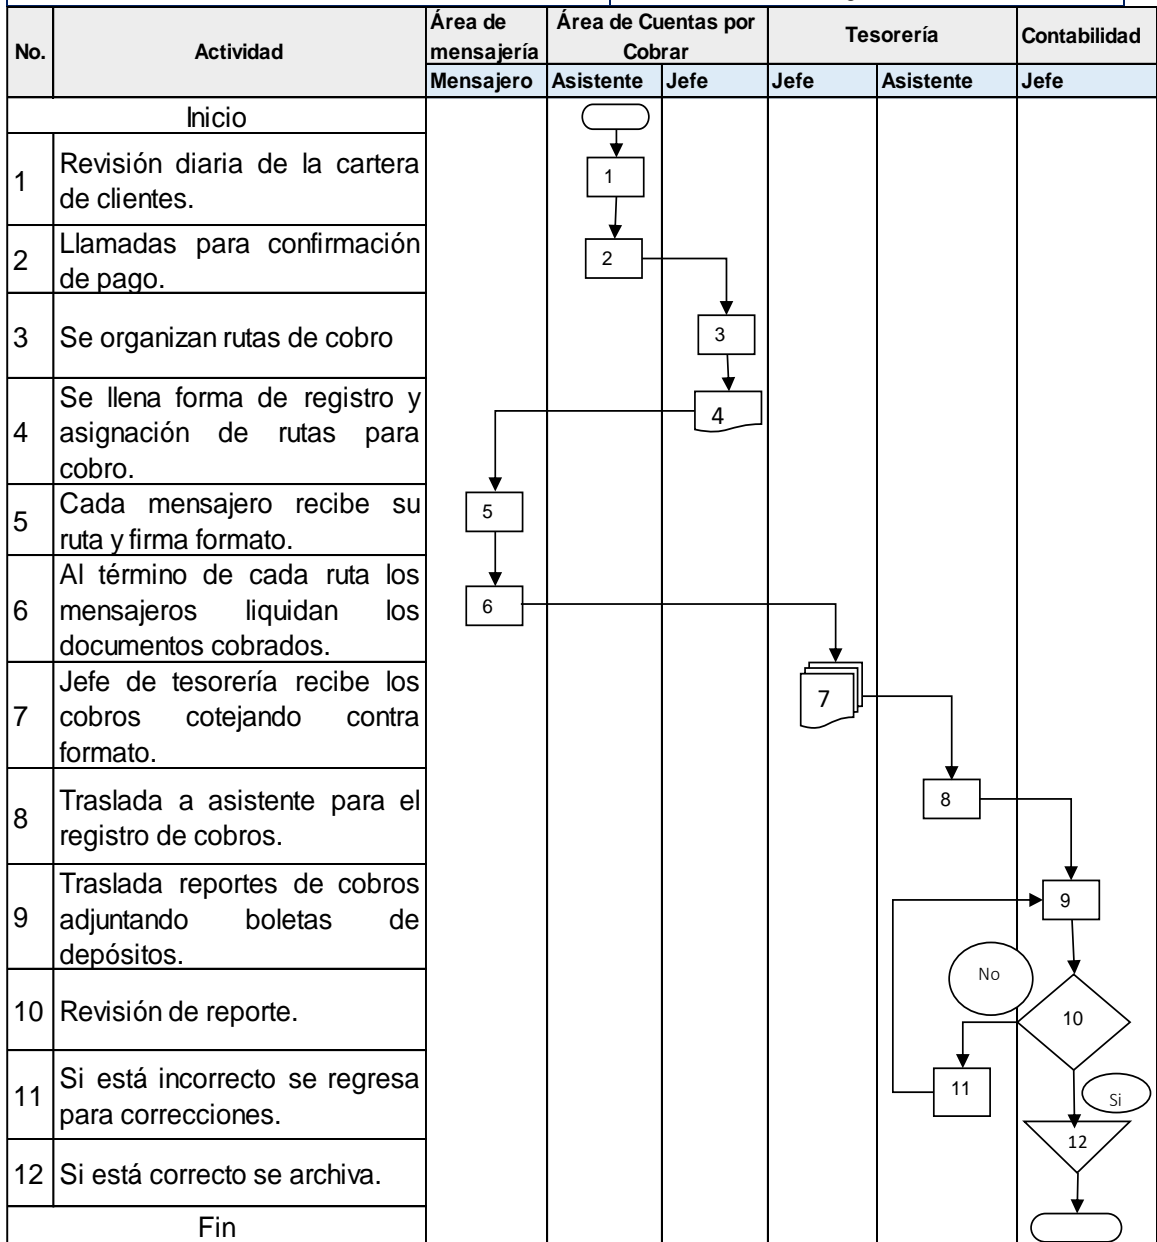 No.
Actividad
Área de
mensajería
Área de Cuentas por
Cobrar
Tesorería
Contabilidad
Mensajero
Asistente
Jefe
Jefe
Asistente
Jefe
Inicio
1
Revisión diaria de la cartera
de clientes.
1
2
Llamadas para confirmación
de pago.
2
3
Se organizan rutas de cobro
3
4
Se llena forma de registro y
asignación de rutas para
cobro.
4
5
Cada mensajero recibe su
ruta y firma formato.
5
6
Al término de cada ruta los
mensajeros liquidan los
documentos cobrados.
6
7
Jefe de tesorería recibe los
cobros cotejando contra
formato.
7
8
Traslada a asistente para el
registro de cobros.
8
9
Traslada reportes de cobros
adjuntando boletas de
depósitos.
9
10
Revisión de reporte.
No
10
11
Si está incorrecto se regresa
para correcciones.
11
Si
12
Si está correcto se archiva.
12
Fin